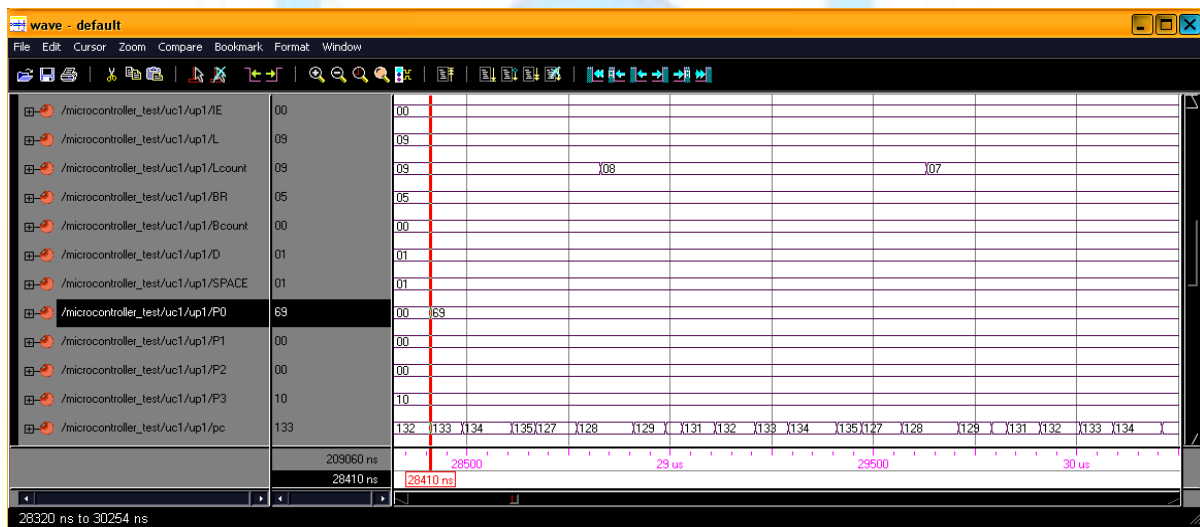 wave - default
File Edit Cursor Zoom Compare Bookmark Format Window
/microcontroller_test/uc1/up1/IE 00 00
/microcontroller_test/uc1/up1/L 09 09
/microcontroller_test/uc1/up1/Lcount 09 09 08 07
/microcontroller_test/uc1/up1/BR 05 05
/microcontroller_test/uc1/up1/Bcount 00 00
/microcontroller_test/uc1/up1/D 01 01
/microcontroller_test/uc1/up1/SPACE 01 01
/microcontroller_test/uc1/up1/P0 69 00 69
/microcontroller_test/uc1/up1/P1 00 00
/microcontroller_test/uc1/up1/P2 00 00
/microcontroller_test/uc1/up1/P3 10 10
/microcontroller_test/uc1/up1/pc 133 132 133 134 135 127 128 129 131 132 133 134 135 127 128 129 131 132 133 134
209060 ns 28500 29 us 29500 30 us
28410 ns 28410 ns
28320 ns to 30254 ns